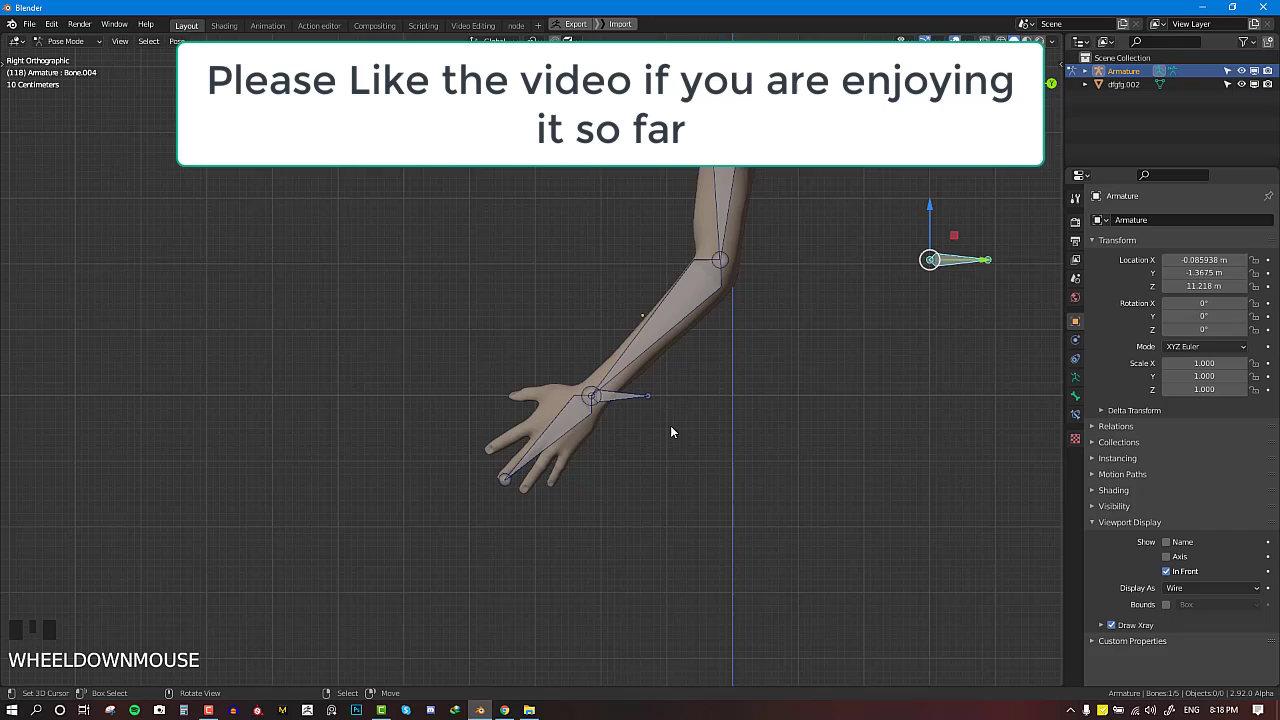 Blender
File Edit Render Window Help Layout Shading Animation Action editor Compositing Scripting Video Editing node + Export Import Scene View Layer
Pose Mode View Select Pose Global
Please Like the video if you are enjoying
it so far
Right Orthographic
(118) Armature : Bone.004
10 Centimeters
Y
WHEELDOWNMOUSE
Scene Collection
Armature
dfgfg.002
Armature
Armature
Transform
Location X -0.085938 m
Y -1.3675 m
Z 11.218 m
Rotation X 0°
Y 0°
Z 0°
Mode XYZ Euler
Scale X 1.000
Y 1.000
Z 1.000
Delta Transform
Relations
Collections
Instancing
Motion Paths
Shading
Visibility
Viewport Display
Show Name
Axis
In Front
Display As Wire
Bounds Box
Draw Xray
Custom Properties
Set 3D Cursor Box Select Rotate View Select Move Armature | Bones:1/5 | Objects:0/0 | 2.92.0 Alpha
8:18 PM